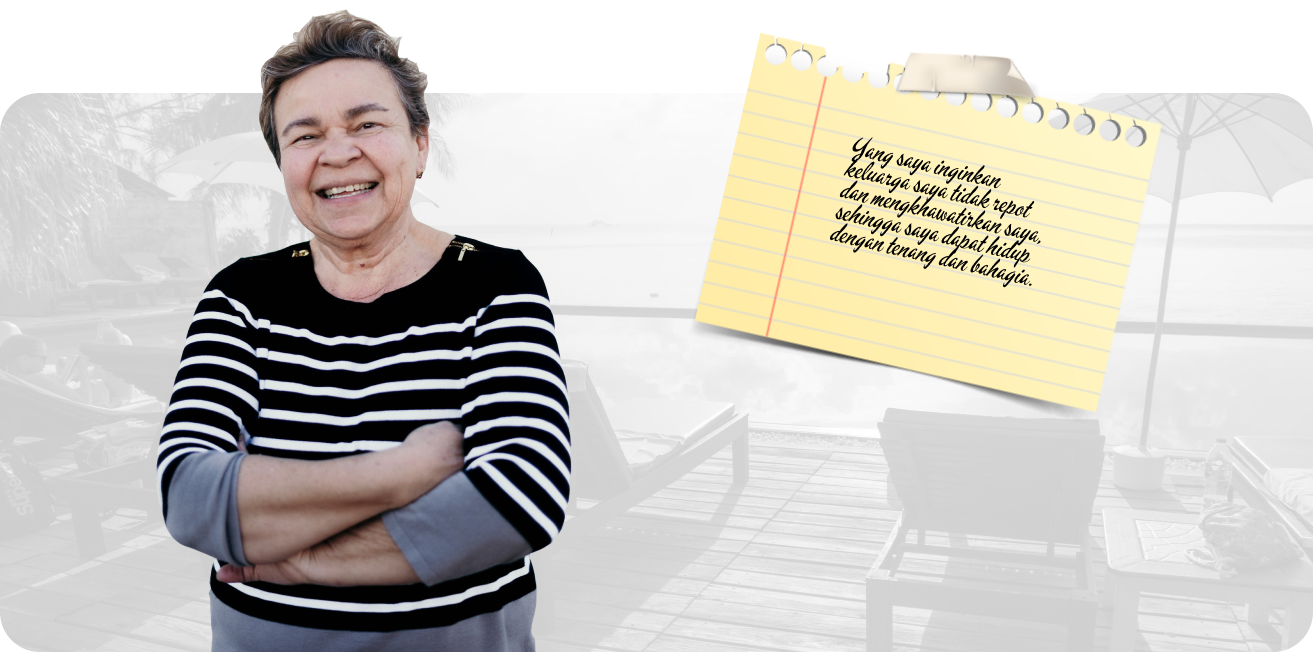 Yang saya inginkan
keluarga saya tidak repot
dan mengkhawatirkan saya,
sehingga saya dapat hidup
dengan tenang dan bahagia.